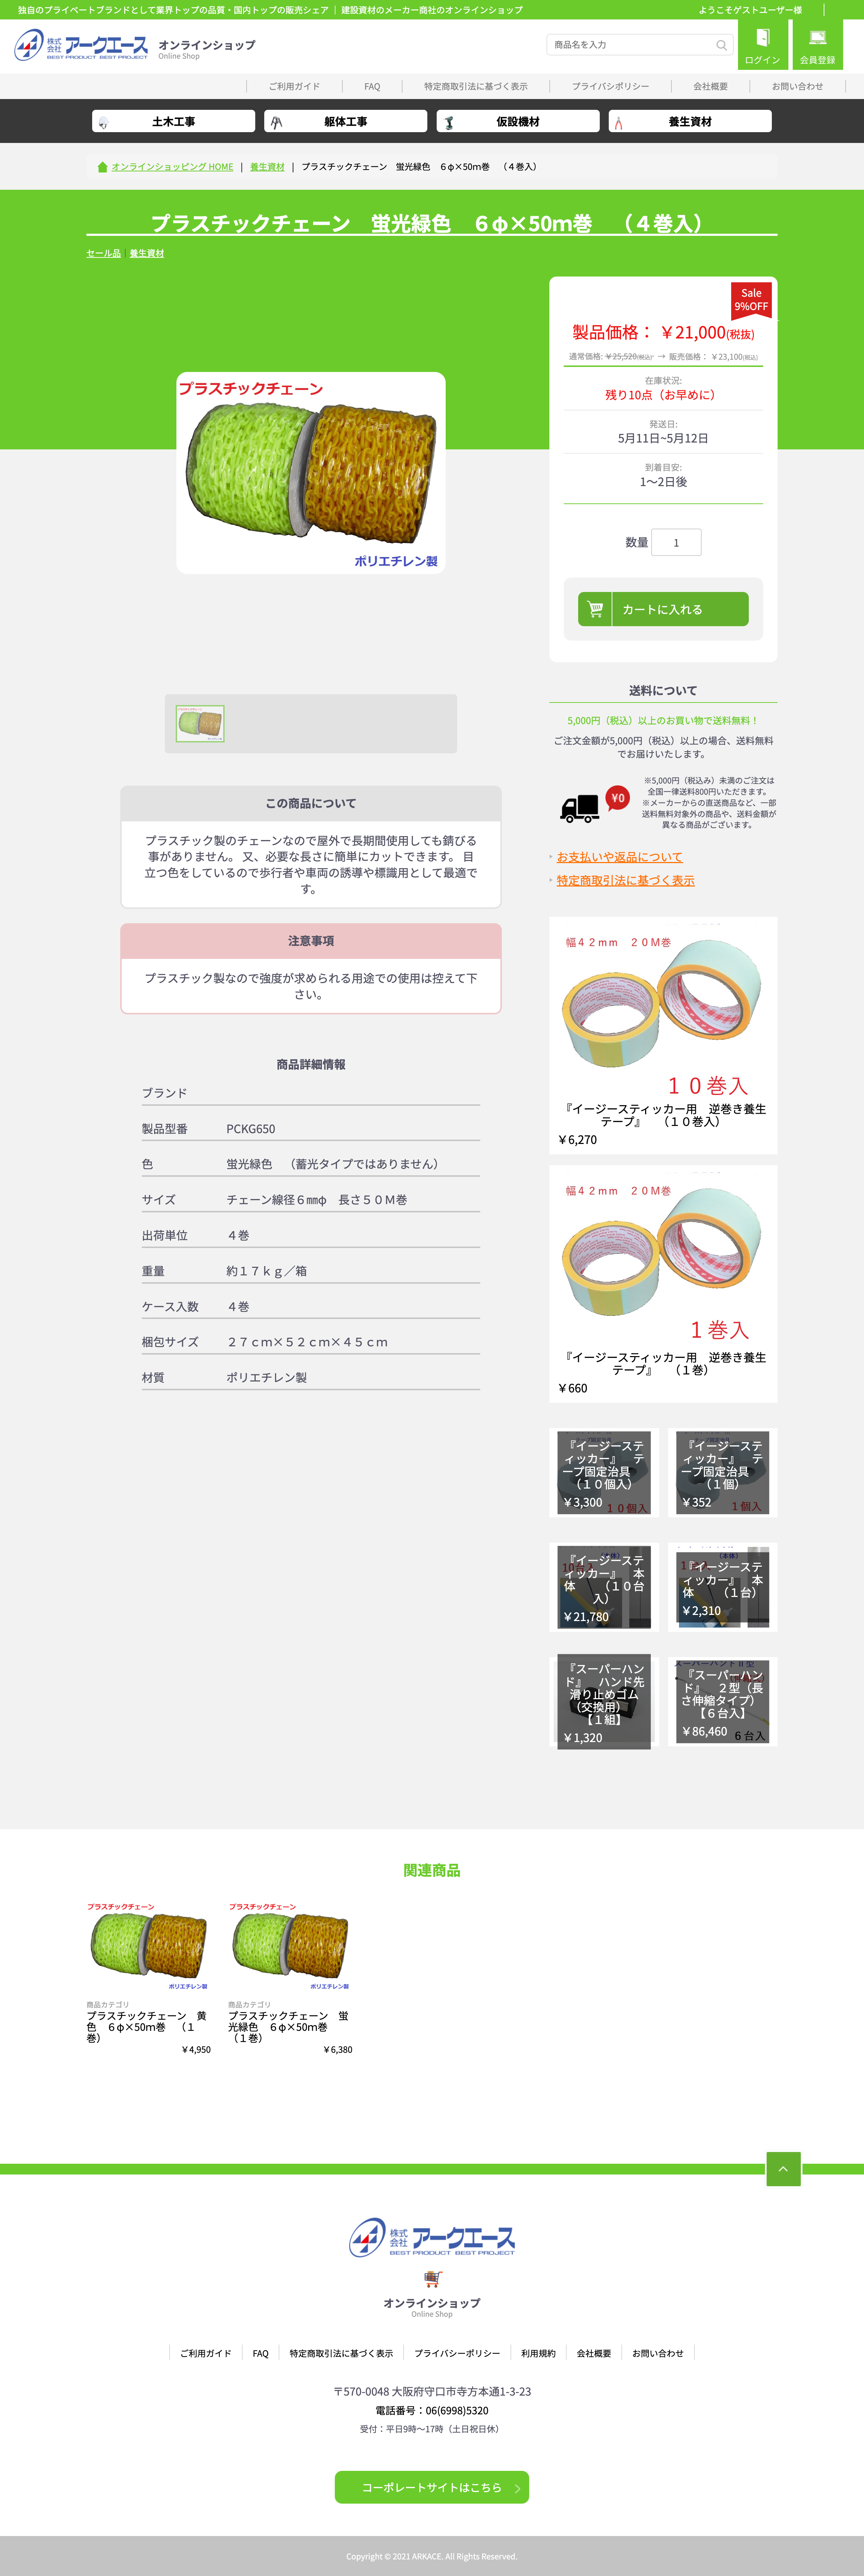 独自のプライベートブランドとして業界トップの品質・国内トップの販売シェア | 建設資材のメーカー商社のオンラインショップ
ようこそゲストユーザー様
株式会社 アークエース
BEST PRODUCT BEST PROJECT
オンラインショップ
Online Shop
商品名を入力
ログイン
会員登録
ご利用ガイド
FAQ
特定商取引法に基づく表示
プライバシポリシー
会社概要
お問い合わせ
土木工事
躯体工事
仮設機材
養生資材
オンラインショッピング HOME | 養生資材 | プラスチックチェーン 蛍光緑色 6φ×50m巻 （４巻入）
プラスチックチェーン 蛍光緑色 ６φ×50m巻 （４巻入）
セール品 | 養生資材
プラスチックチェーン
ポリエチレン製
Sale
9%OFF
製品価格： ￥21,000(税抜)
通常価格: ￥25,520(税込) → 販売価格： ￥23,100(税込)
在庫状況:
残り10点（お早めに）
発送日:
5月11日~5月12日
到着目安:
1～2日後
数量 1
カートに入れる
送料について
5,000円（税込）以上のお買い物で送料無料！
ご注文金額が5,000円（税込）以上の場合、送料無料
でお届けいたします。
¥0
※5,000円（税込み）未満のご注文は
全国一律送料800円いただきます。
※メーカーからの直送商品など、一部
送料無料対象外の商品や、送料金額が
異なる商品がございます。
お支払いや返品について
特定商取引法に基づく表示
この商品について
プラスチック製のチェーンなので屋外で長期間使用しても錆びる
事がありません。 又、必要な長さに簡単にカットできます。 目
立つ色をしているので歩行者や車両の誘導や標識用として最適で
す。
注意事項
プラスチック製なので強度が求められる用途での使用は控えて下
さい。
商品詳細情報
ブランド
製品型番 PCKG650
色 蛍光緑色 （蓄光タイプではありません）
サイズ チェーン線径６㎜φ 長さ５０Ｍ巻
出荷単位 ４巻
重量 約１７ｋｇ／箱
ケース入数 ４巻
梱包サイズ ２７ｃｍ×５２ｃｍ×４５ｃｍ
材質 ポリエチレン製
幅４２ｍｍ ２０Ｍ巻
１０巻入
『イージースティッカー用 逆巻き養生
テープ』 （１０巻入）
￥6,270
幅４２ｍｍ ２０Ｍ巻
１巻入
『イージースティッカー用 逆巻き養生
テープ』 （１巻）
￥660
『イージーステ
ィッカー』 テ
ープ固定治具
（１０個入）
￥3,300
１０個入
『イージーステ
ィッカー』 テ
ープ固定治具
（１個）
￥352
１個入
『イージーステ
ィッカー』 本
体 （１０台
入）
￥21,780
『イージーステ
ィッカー』 本
体 （１台）
￥2,310
『スーパーハン
ド』 ハンド先
滑り止めゴム
（交換用）
【１組】
￥1,320
『スーパーハン
ド』 ２型（長
さ伸縮タイプ）
【６台入】
￥86,460
６台入
関連商品
プラスチックチェーン
ポリエチレン製
商品カテゴリ
プラスチックチェーン 黄
色 ６φ×50m巻 （１
巻）
￥4,950
プラスチックチェーン
ポリエチレン製
商品カテゴリ
プラスチックチェーン 蛍
光緑色 ６φ×50m巻
（１巻）
￥6,380
株式会社 アークエース
BEST PRODUCT BEST PROJECT
オンラインショップ
Online Shop
ご利用ガイド
FAQ
特定商取引法に基づく表示
プライバシーポリシー
利用規約
会社概要
お問い合わせ
〒570-0048 大阪府守口市寺方本通1-3-23
電話番号：06(6998)5320
受付：平日9時～17時（土日祝日休）
コーポレートサイトはこちら
Copyright © 2021 ARKACE. All Rights Reserved.